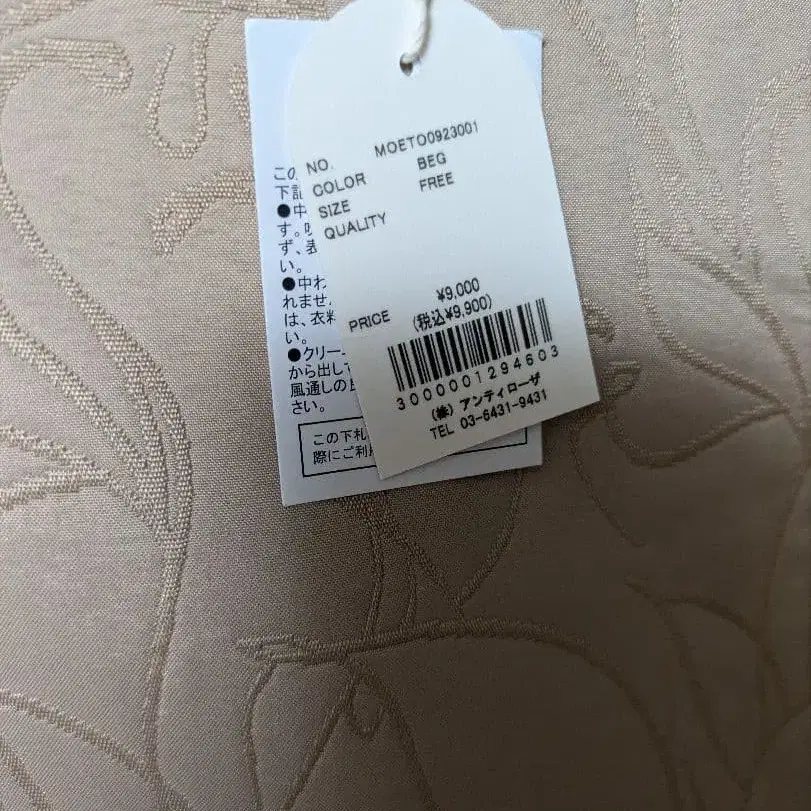 NO. MOETO0923001
COLOR BEG
SIZE FREE
QUALITY
PRICE ¥9,000
(税込¥9,900)
3000001294603
(株) アンティローザ
TEL 03-6431-9431
この
下記
●中
す。
ず、表
い。
●中わ
れませ
は、衣料
い。
●クリー
から出して
風通しの
さい。
この下札
際にご利用